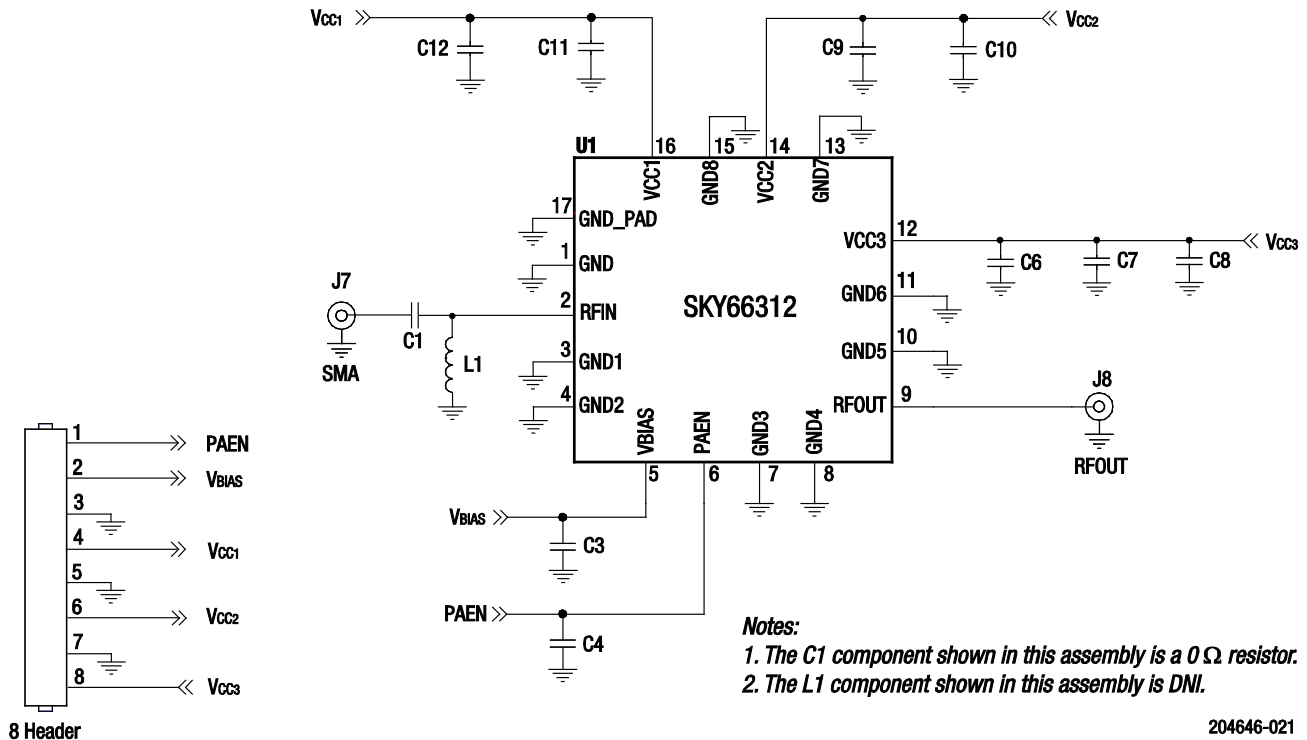 VCC1
C12
C11
C9
C10
VCC2
U1
16
15
14
13
VCC1
GND8
VCC2
GND7
17
GND_PAD
1
GND
2
RFIN
3
GND1
4
GND2
SKY66312
VCC3
12
GND6
11
GND5
10
RFOUT
9
VBIAS
PAEN
GND3
GND4
5
6
7
8
C6
C7
C8
VCC3
J7
SMA
C1
L1
J8
RFOUT
VBIAS
C3
PAEN
C4
1
PAEN
2
VBIAS
3
4
VCC1
5
6
VCC2
7
8
VCC3
8 Header
Notes:
1. The C1 component shown in this assembly is a 0 Ω resistor.
2. The L1 component shown in this assembly is DNI.
204646-021